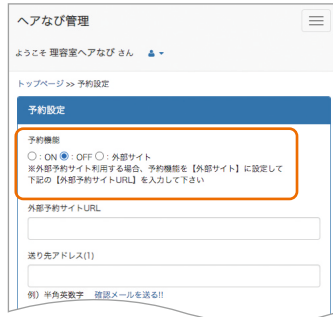 ヘアなび管理
ようこそ 理容室ヘアなび さん
トップページ >> 予約設定
予約設定
予約機能
：ON ：OFF ：外部サイト
※外部予約サイト利用する場合、予約機能を【外部サイト】に設定して
下記の【外部予約サイトURL】を入力して下さい
外部予約サイトURL
送り先アドレス(1)
例）半角英数字 確認メールを送る!!